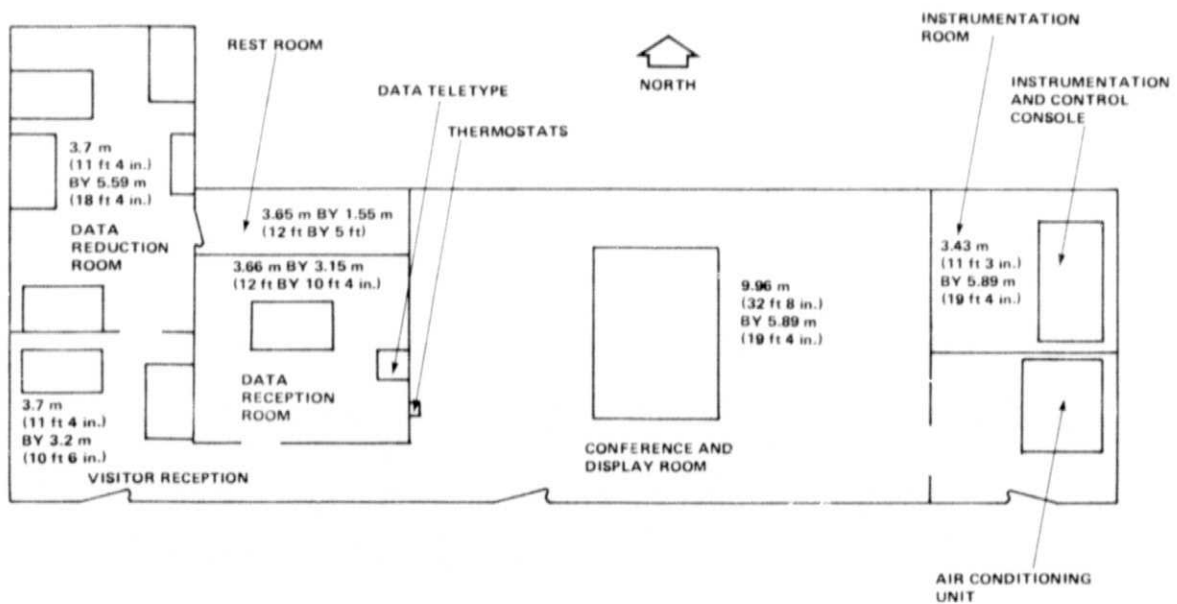 REST ROOM
DATA TELETYPE
THERMOSTATS
NORTH
INSTRUMENTATION
ROOM
INSTRUMENTATION
AND CONTROL
CONSOLE
3.7 m
(11 ft 4 in.)
BY 5.59 m
(18 ft 4 in.)
DATA
REDUCTION
ROOM
3.65 m BY 1.55 m
(12 ft BY 5 ft)
3.66 m BY 3.15 m
(12 ft BY 10 ft 4 in.)
DATA
RECEPTION
ROOM
9.96 m
(32 ft 8 in.)
BY 5.89 m
(19 ft 4 in.)
CONFERENCE AND
DISPLAY ROOM
3.43 m
(11 ft 3 in.)
BY 5.89 m
(19 ft 4 in.)
3.7 m
(11 ft 4 in.)
BY 3.2 m
(10 ft 6 in.)
VISITOR RECEPTION
AIR CONDITIONING
UNIT